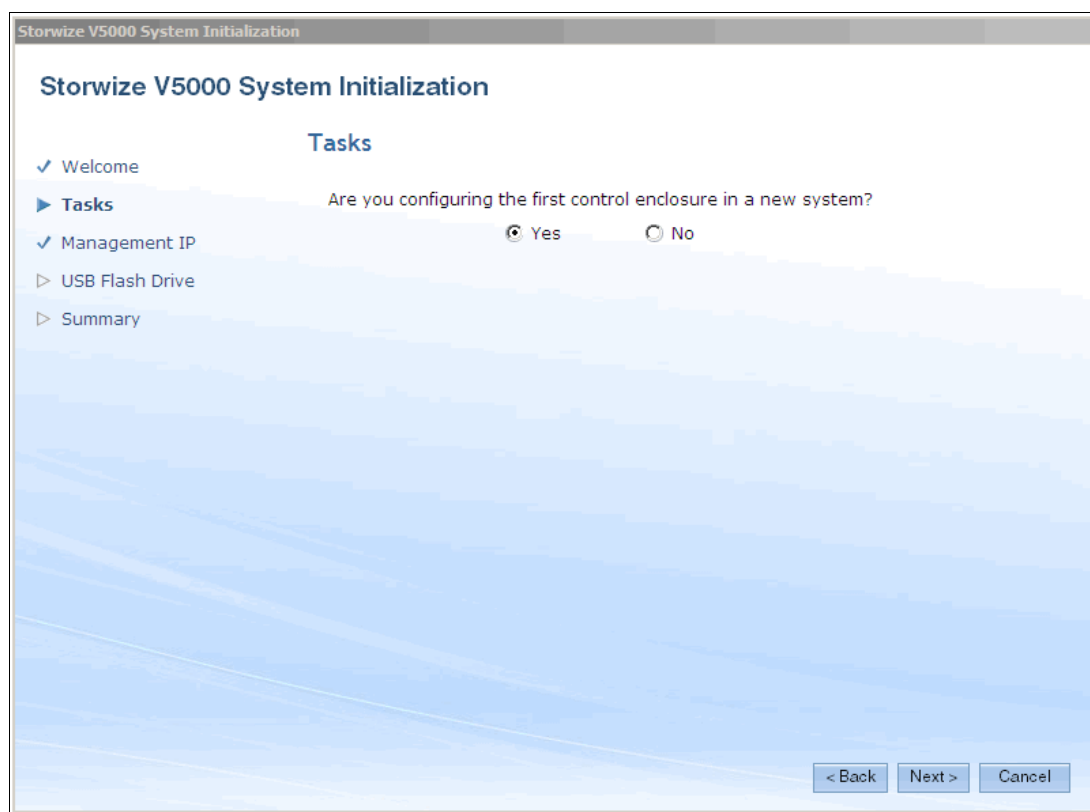 Storwize V5000 System Initialization
Storwize V5000 System Initialization
Tasks
Welcome
Tasks
Are you configuring the first control enclosure in a new system?
Yes No
Management IP
USB Flash Drive
Summary
< Back Next > Cancel